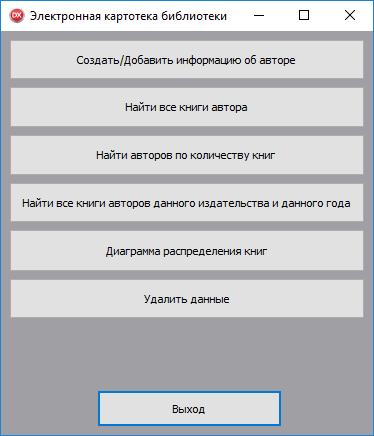 DX Электронная картотека библиотеки
Создать/Добавить информацию об авторе
Найти все книги автора
Найти авторов по количеству книг
Найти все книги авторов данного издательства и данного года
Диаграмма распределения книг
Удалить данные
Выход